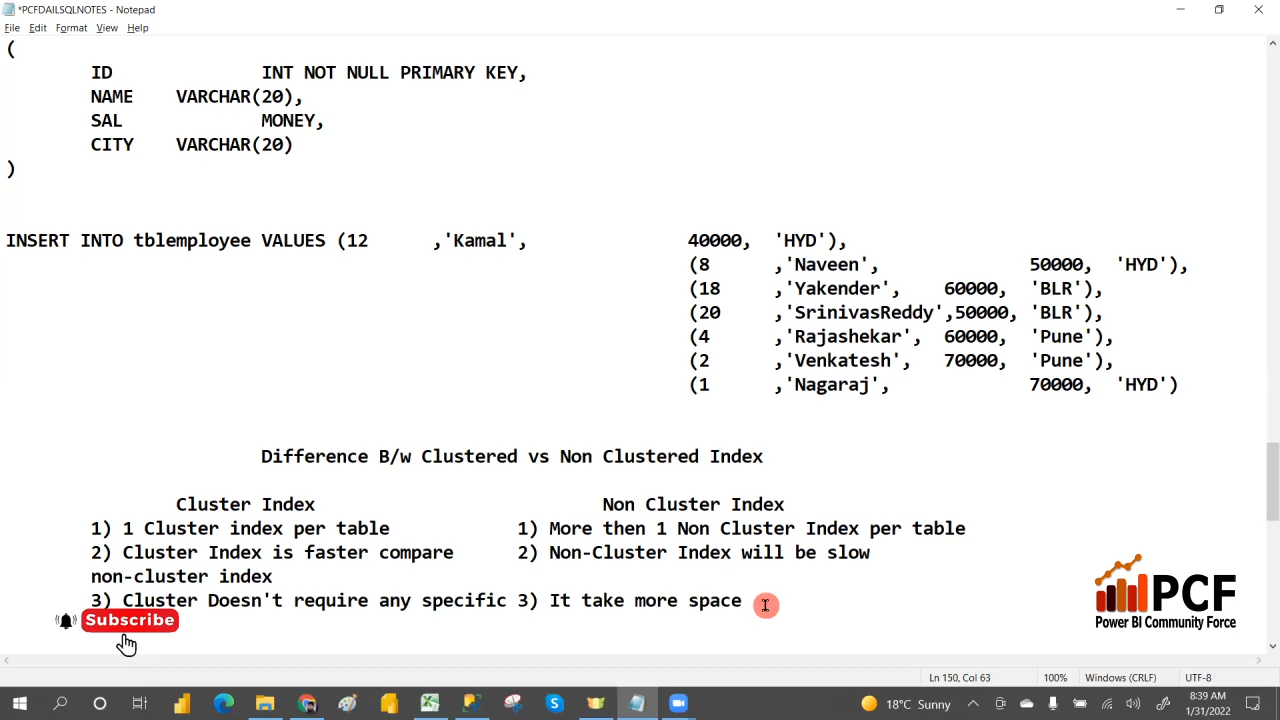 *PCFDAILSQLNOTES - Notepad
File Edit Format View Help
(
ID INT NOT NULL PRIMARY KEY,
NAME VARCHAR(20),
SAL MONEY,
CITY VARCHAR(20)
)
INSERT INTO tblemployee VALUES (12 ,'Kamal', 40000, 'HYD'),
(8 ,'Naveen', 50000, 'HYD'),
(18 ,'Yakender', 60000, 'BLR'),
(20 ,'SrinivasReddy',50000, 'BLR'),
(4 ,'Rajashekar', 60000, 'Pune'),
(2 ,'Venkatesh', 70000, 'Pune'),
(1 ,'Nagaraj', 70000, 'HYD')
Difference B/w Clustered vs Non Clustered Index
Cluster Index Non Cluster Index
1) 1 Cluster index per table 1) More then 1 Non Cluster Index per table
2) Cluster Index is faster compare 2) Non-Cluster Index will be slow
non-cluster index
3) Cluster Doesn't require any specific 3) It take more space
Subscribe
PCF
Power BI Community Force
Ln 150, Col 63 100% Windows (CRLF) UTF-8
18°C Sunny 8:39 AM
1/31/2022